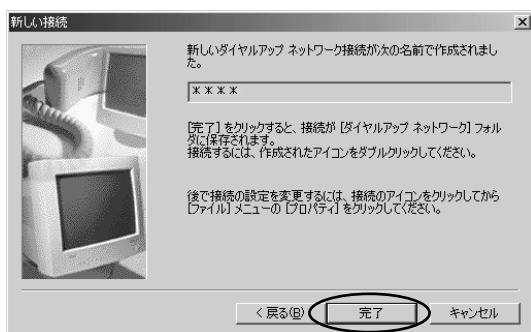 新しい接続
新しいダイヤルアップ ネットワーク接続が次の名前で作成されまし
た。
＊＊＊＊
[完了] をクリックすると、接続が [ダイヤルアップ ネットワーク] フォル
ダに保存されます。
接続するには、作成されたアイコンをダブルクリックしてください。
後で接続の設定を変更するには、接続のアイコンをクリックしてから
[ファイル] メニューの [プロパティ] をクリックしてください。
< 戻る(B)
完了
キャンセル